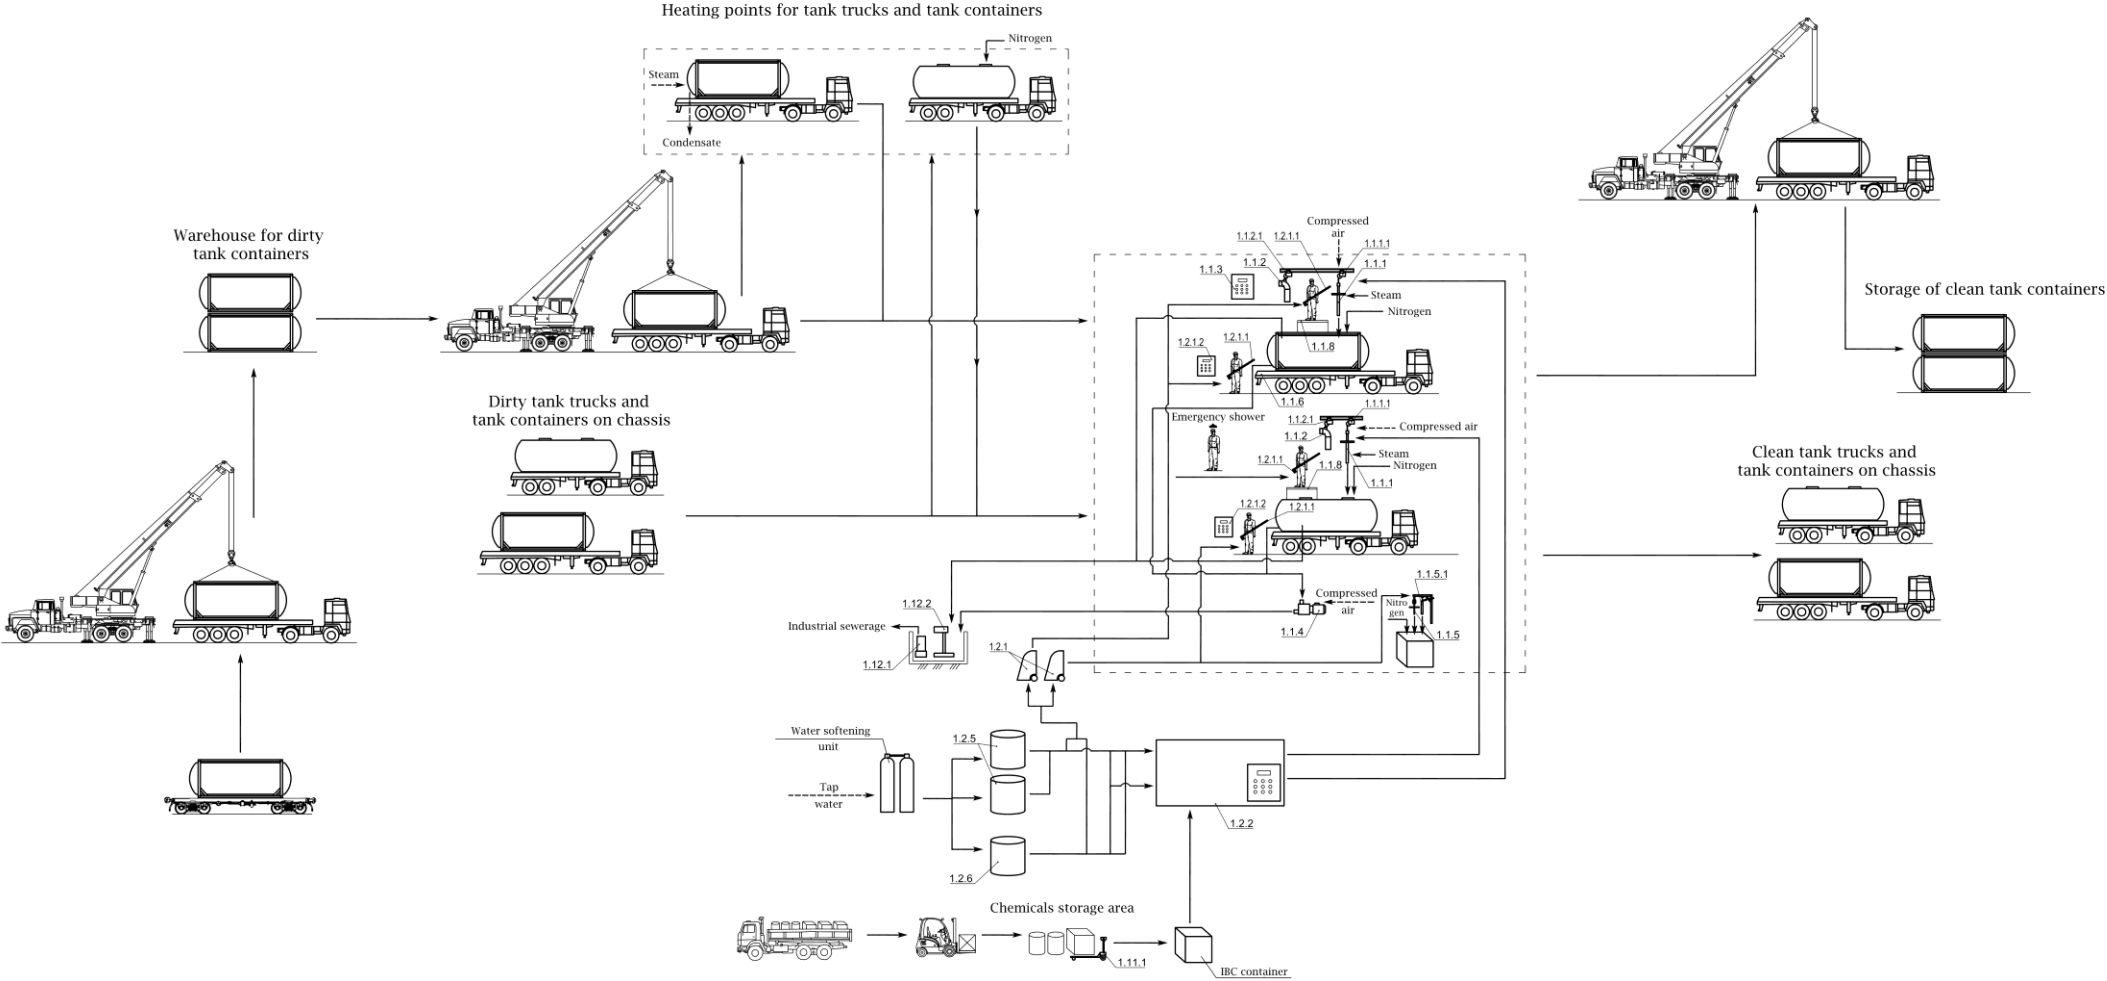 Heating points for tank trucks and tank containers
Nitrogen
Steam
Condensate
Warehouse for dirty
tank containers
Dirty tank trucks and
tank containers on chassis
Compressed
air
1.1.2.1
1.2.1.1
1.1.1.1
1.1.3
1.1.2
1.1.1
Steam
Nitrogen
1.2.1.2
1.2.1.1
1.1.8
1.1.6
Emergency shower
1.1.1.1
1.1.2.1
Compressed air
1.1.2
Steam
1.2.1.1
1.1.8
Nitrogen
1.1.1
1.2.1.2
1.2.1.1
1.1.5.1
Compressed
air
Nitro
gen
1.1.4
1.1.5
1.12.2
Industrial sewerage
1.12.1
1.2.1
Water softening
unit
1.2.5
Tap
water
1.2.2
1.2.6
Chemicals storage area
1.11.1
IBC container
Storage of clean tank containers
Clean tank trucks and
tank containers on chassis